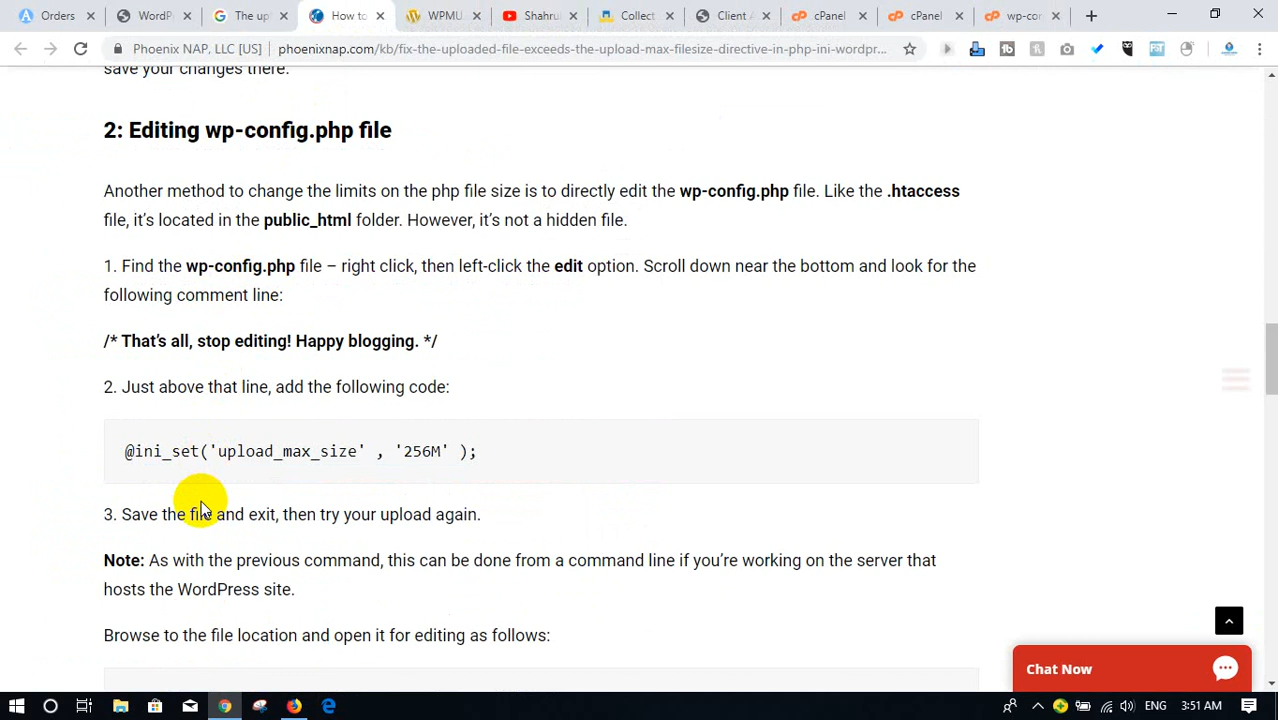 Orders
WordP
The up
How to
WPMU
Shahru
Collect
Client A
cPanel
cPane
wp-co
Phoenix NAP, LLC [US]
phoenixnap.com/kb/fix-the-uploaded-file-exceeds-the-upload-max-filesize-directive-in-php-ini-wordpr...
save your changes there.
2: Editing wp-config.php file
Another method to change the limits on the php file size is to directly edit the wp-config.php file. Like the .htaccess
file, it’s located in the public_html folder. However, it’s not a hidden file.
1. Find the wp-config.php file – right click, then left-click the edit option. Scroll down near the bottom and look for the
following comment line:
/* That’s all, stop editing! Happy blogging. */
2. Just above that line, add the following code:
@ini_set('upload_max_size' , '256M' );
3. Save the file and exit, then try your upload again.
Note: As with the previous command, this can be done from a command line if you’re working on the server that
hosts the WordPress site.
Browse to the file location and open it for editing as follows:
Chat Now
ENG
3:51 AM